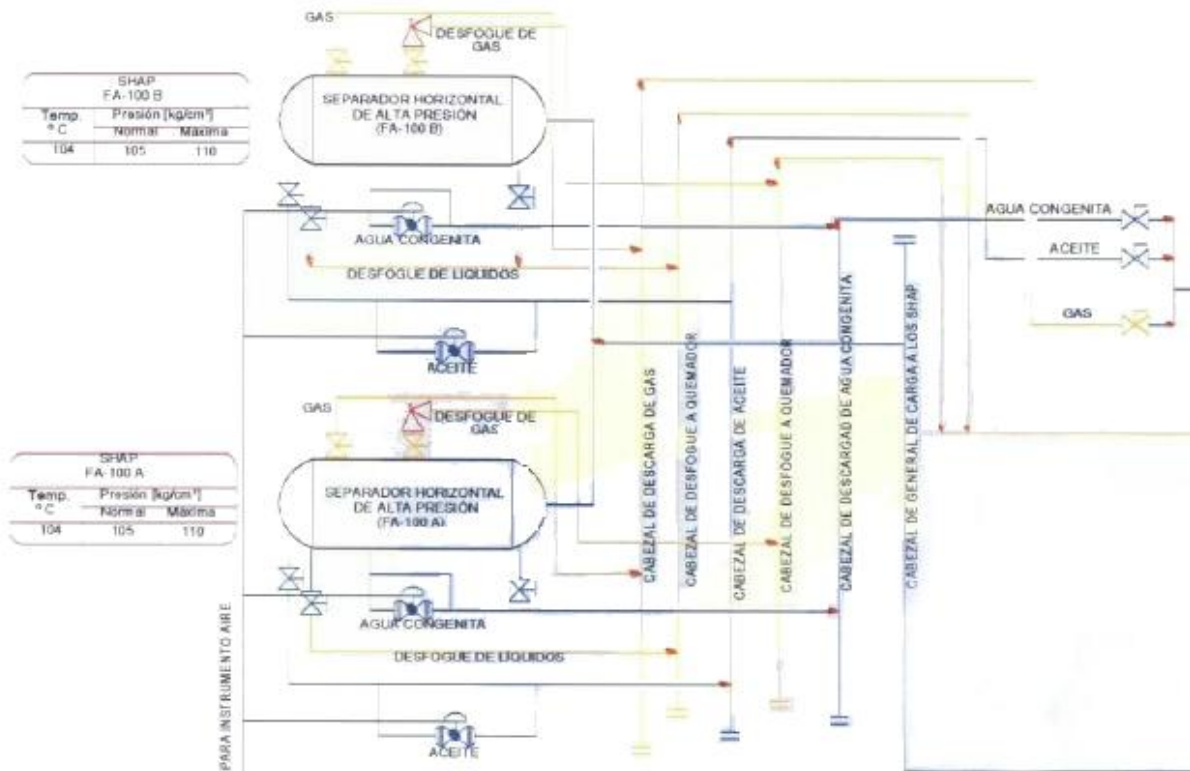 GAS
DESFOGUE DE
GAS
SHAP
FA-100 B
Temp.
° C
Presión [kg/cm²]
Normal
Máxima
104
105
110
SEPARADOR HORIZONTAL
DE ALTA PRESIÓN
(FA-100 B)
AGUA CONGENITA
DESFOGUE DE LÍQUIDOS
ACEITE
AGUA CONGENITA
ACEITE
GAS
GAS
DESFOGUE DE
GAS
SHAP
FA-100 A
Temp.
° C
Presión [kg/cm²]
Normal
Máxima
104
105
110
SEPARADOR HORIZONTAL
DE ALTA PRESIÓN
(FA-100 A)
AGUA CONGENITA
DESFOGUE DE LÍQUIDOS
ACEITE
PARA INSTRUMENTO AIRE
CABEZAL DE DESCARGA DE GAS
CABEZAL DE DESFOGUE A QUEMADOR
CABEZAL DE DESCARGA DE ACEITE
CABEZAL DE DESFOGUE A QUEMADOR
CABEZAL DE DESCARGAD DE AGUA CONGENITA
CABEZAL DE GENERAL DE CARGA A LOS SHAP